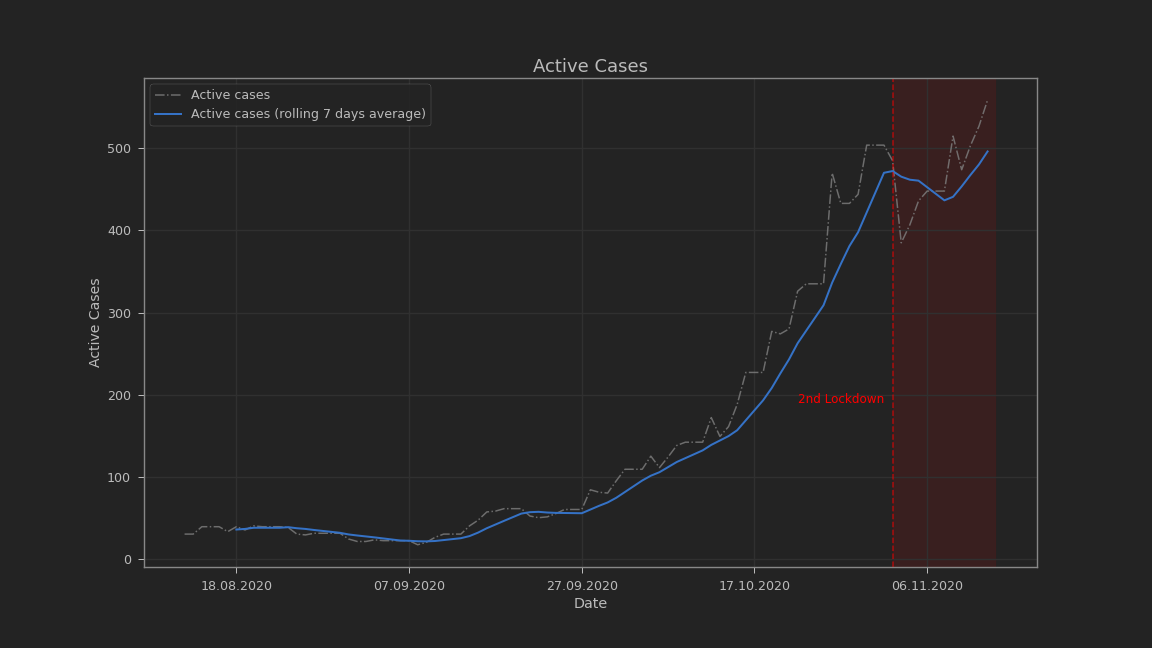 Active Cases
Active cases
Active cases (rolling 7 days average)
500
400
300
200
100
0
Active Cases
2nd Lockdown
18.08.2020 07.09.2020 27.09.2020 17.10.2020 06.11.2020
Date